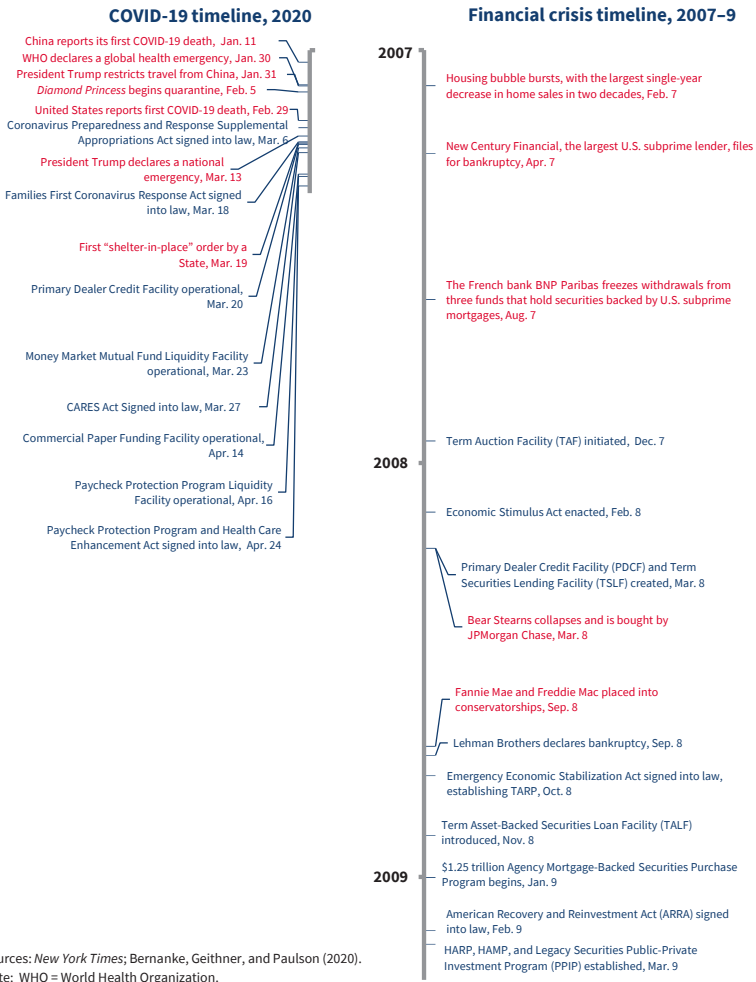 COVID-19 timeline, 2020
China reports its first COVID-19 death, Jan. 11
WHO declares a global health emergency, Jan. 30
President Trump restricts travel from China, Jan. 31
Diamond Princess begins quarantine, Feb. 5
United States reports first COVID-19 death, Feb. 29
Coronavirus Preparedness and Response Supplemental
Appropriations Act signed into law, Mar. 6
President Trump declares a national
emergency, Mar. 13
Families First Coronavirus Response Act signed
into law, Mar. 18
First “shelter-in-place” order by a
State, Mar. 19
Primary Dealer Credit Facility operational,
Mar. 20
Money Market Mutual Fund Liquidity Facility
operational, Mar. 23
CARES Act Signed into law, Mar. 27
Commercial Paper Funding Facility operational,
Apr. 14
Paycheck Protection Program Liquidity
Facility operational, Apr. 16
Paycheck Protection Program and Health Care
Enhancement Act signed into law, Apr. 24
Financial crisis timeline, 2007–9
2007
Housing bubble bursts, with the largest single-year
decrease in home sales in two decades, Feb. 7
New Century Financial, the largest U.S. subprime lender, files
for bankruptcy, Apr. 7
The French bank BNP Paribas freezes withdrawals from
three funds that hold securities backed by U.S. subprime
mortgages, Aug. 7
Term Auction Facility (TAF) initiated, Dec. 7
2008
Economic Stimulus Act enacted, Feb. 8
Primary Dealer Credit Facility (PDCF) and Term
Securities Lending Facility (TSLF) created, Mar. 8
Bear Stearns collapses and is bought by
JPMorgan Chase, Mar. 8
Fannie Mae and Freddie Mac placed into
conservatorships, Sep. 8
Lehman Brothers declares bankruptcy, Sep. 8
Emergency Economic Stabilization Act signed into law,
establishing TARP, Oct. 8
Term Asset-Backed Securities Loan Facility (TALF)
introduced, Nov. 8
2009
$1.25 trillion Agency Mortgage-Backed Securities Purchase
Program begins, Jan. 9
American Recovery and Reinvestment Act (ARRA) signed
into law, Feb. 9
HARP, HAMP, and Legacy Securities Public-Private
Investment Program (PPIP) established, Mar. 9
urces: New York Times; Bernanke, Geithner, and Paulson (2020).
te: WHO = World Health Organization.